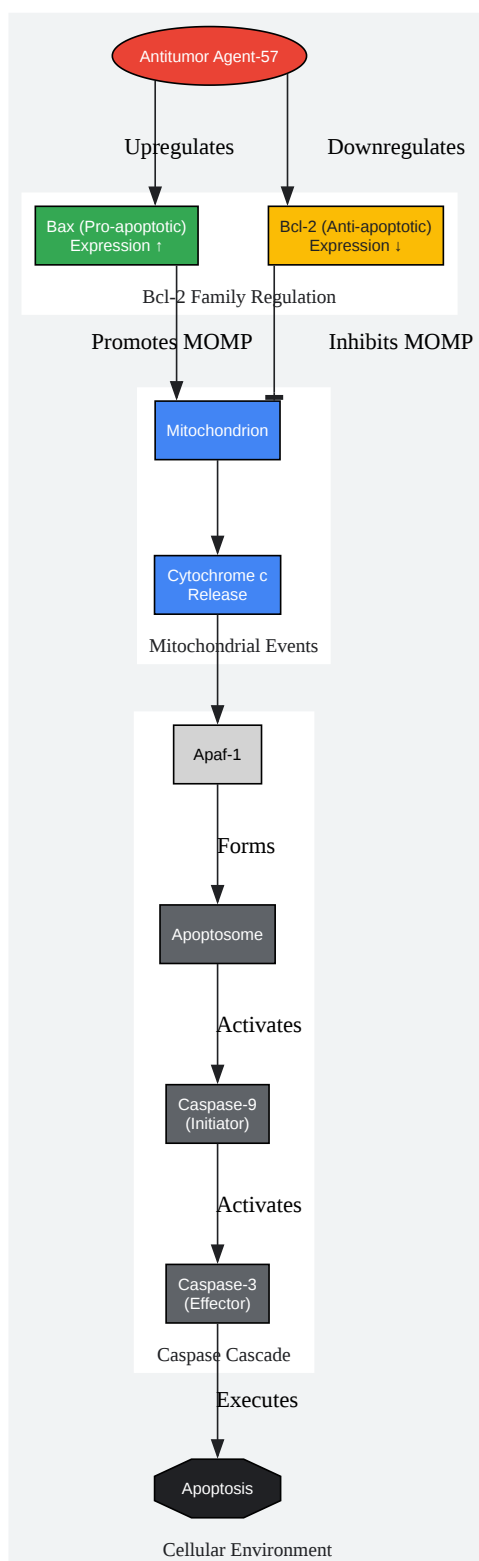 Antitumor Agent-57
Upregulates
Downregulates
Bax (Pro-apoptotic)
Expression ↑
Bcl-2 (Anti-apoptotic)
Expression ↓
Bcl-2 Family Regulation
Promotes MOMP
Inhibits MOMP
Mitochondrion
Cytochrome c
Release
Mitochondrial Events
Apaf-1
Forms
Apoptosome
Activates
Caspase-9
(Initiator)
Activates
Caspase-3
(Effector)
Caspase Cascade
Executes
Apoptosis
Cellular Environment